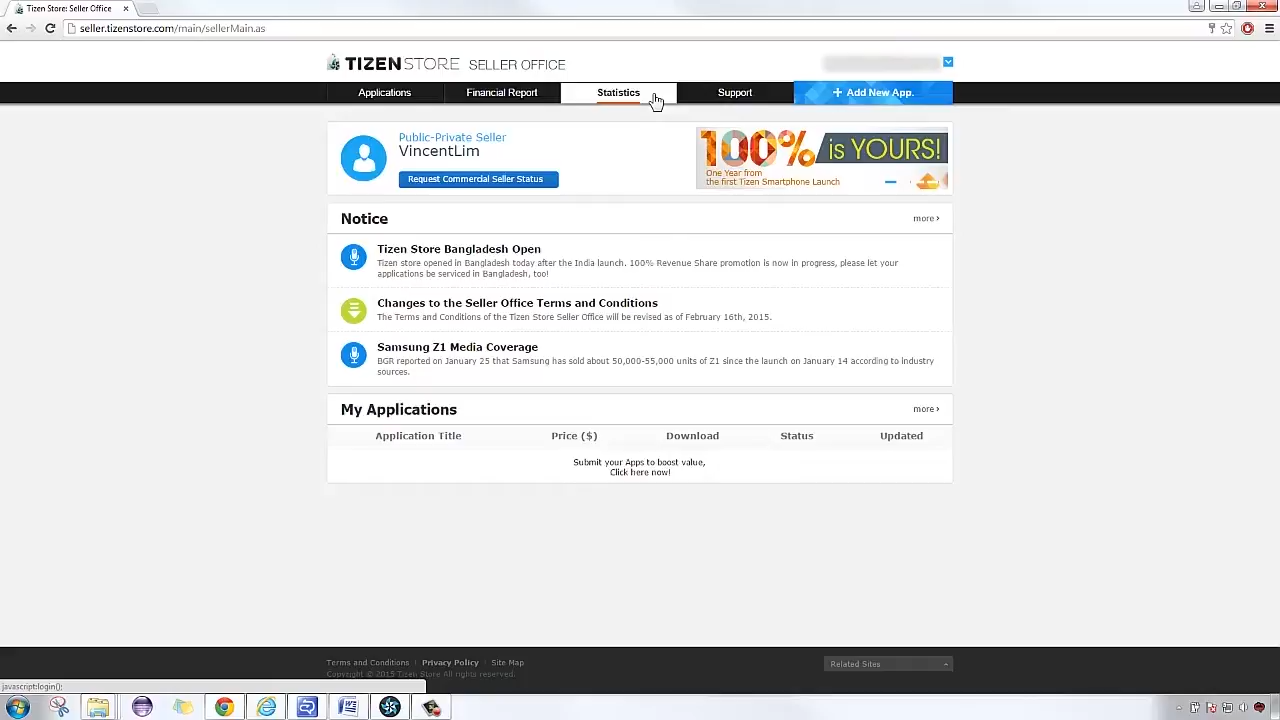 Tizen Store: Seller Office
seller.tizenstore.com/main/sellerMain.as
TIZEN STORE SELLER OFFICE
Applications
Financial Report
Statistics
Support
+ Add New App.
Public-Private Seller
VincentLim
Request Commercial Seller Status
100% is YOURS!
One Year from
the first Tizen Smartphone Launch
Notice
more ›
Tizen Store Bangladesh Open
Tizen store opened in Bangladesh today after the India launch. 100% Revenue Share promotion is now in progress, please let your
applications be serviced in Bangladesh, too!
Changes to the Seller Office Terms and Conditions
The Terms and Conditions of the Tizen Store Seller Office will be revised as of February 16th, 2015.
Samsung Z1 Media Coverage
BGR reported on January 25 that Samsung has sold about 50,000-55,000 units of Z1 since the launch on January 14 according to industry
sources.
My Applications
more ›
Application Title Price ($) Download Status Updated
Submit your Apps to boost value,
Click here now!
Terms and Conditions | Privacy Policy | Site Map
Related Sites
Copyright © 2015 Tizen Store All rights reserved.
javascript:login();